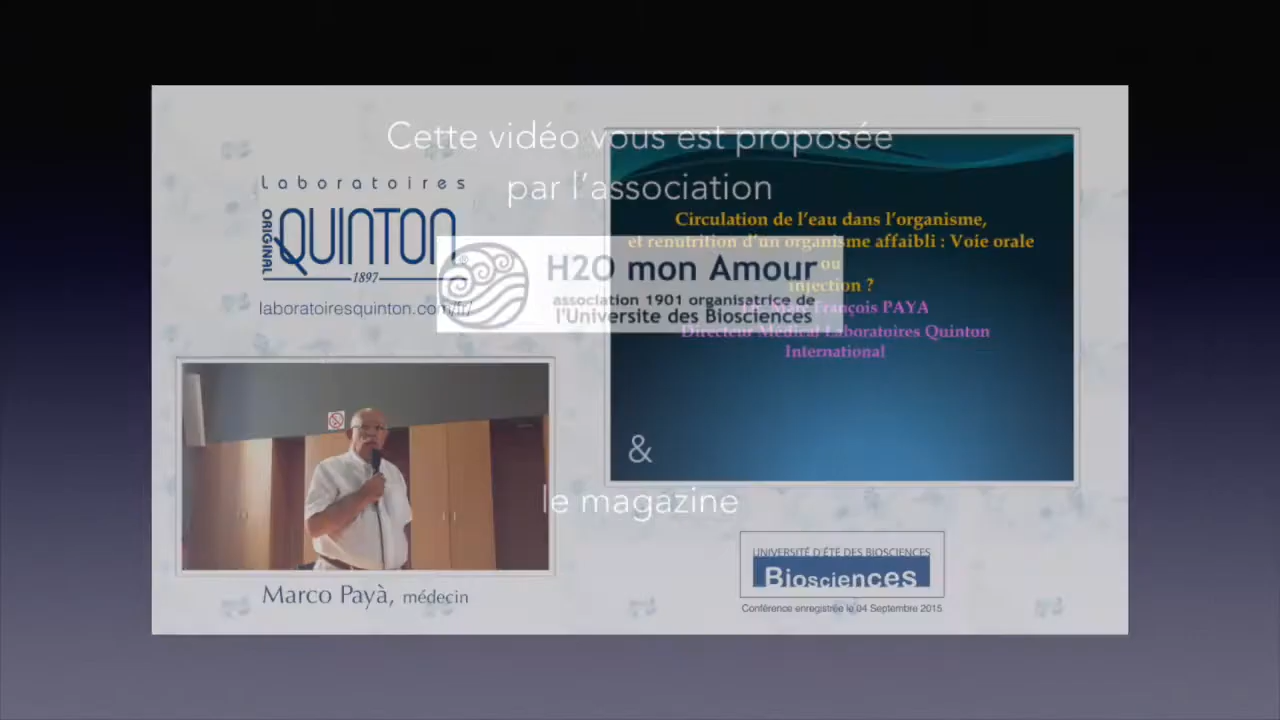 Cette vidéo vous est proposée
par l'association
H2O mon Amour
association 1901 organisatrice de
l'Universite des Biosciences
&
le magazine
Laboratoires
ORIGINAL
QUINTON
1897
laboratoiresquinton.com/fr/
Circulation de l'eau dans l'organisme,
et renutrition d'un organisme affaibli : Voie orale
ou
injection ?
François PAYA
Directeur Médical Laboratoires Quinton
International
Marco Payà, médecin
UNIVERSITÉ D'ÉTE DES BIOSCIENCES
Biosciences
Conférence enregistrée le 04 Septembre 2015